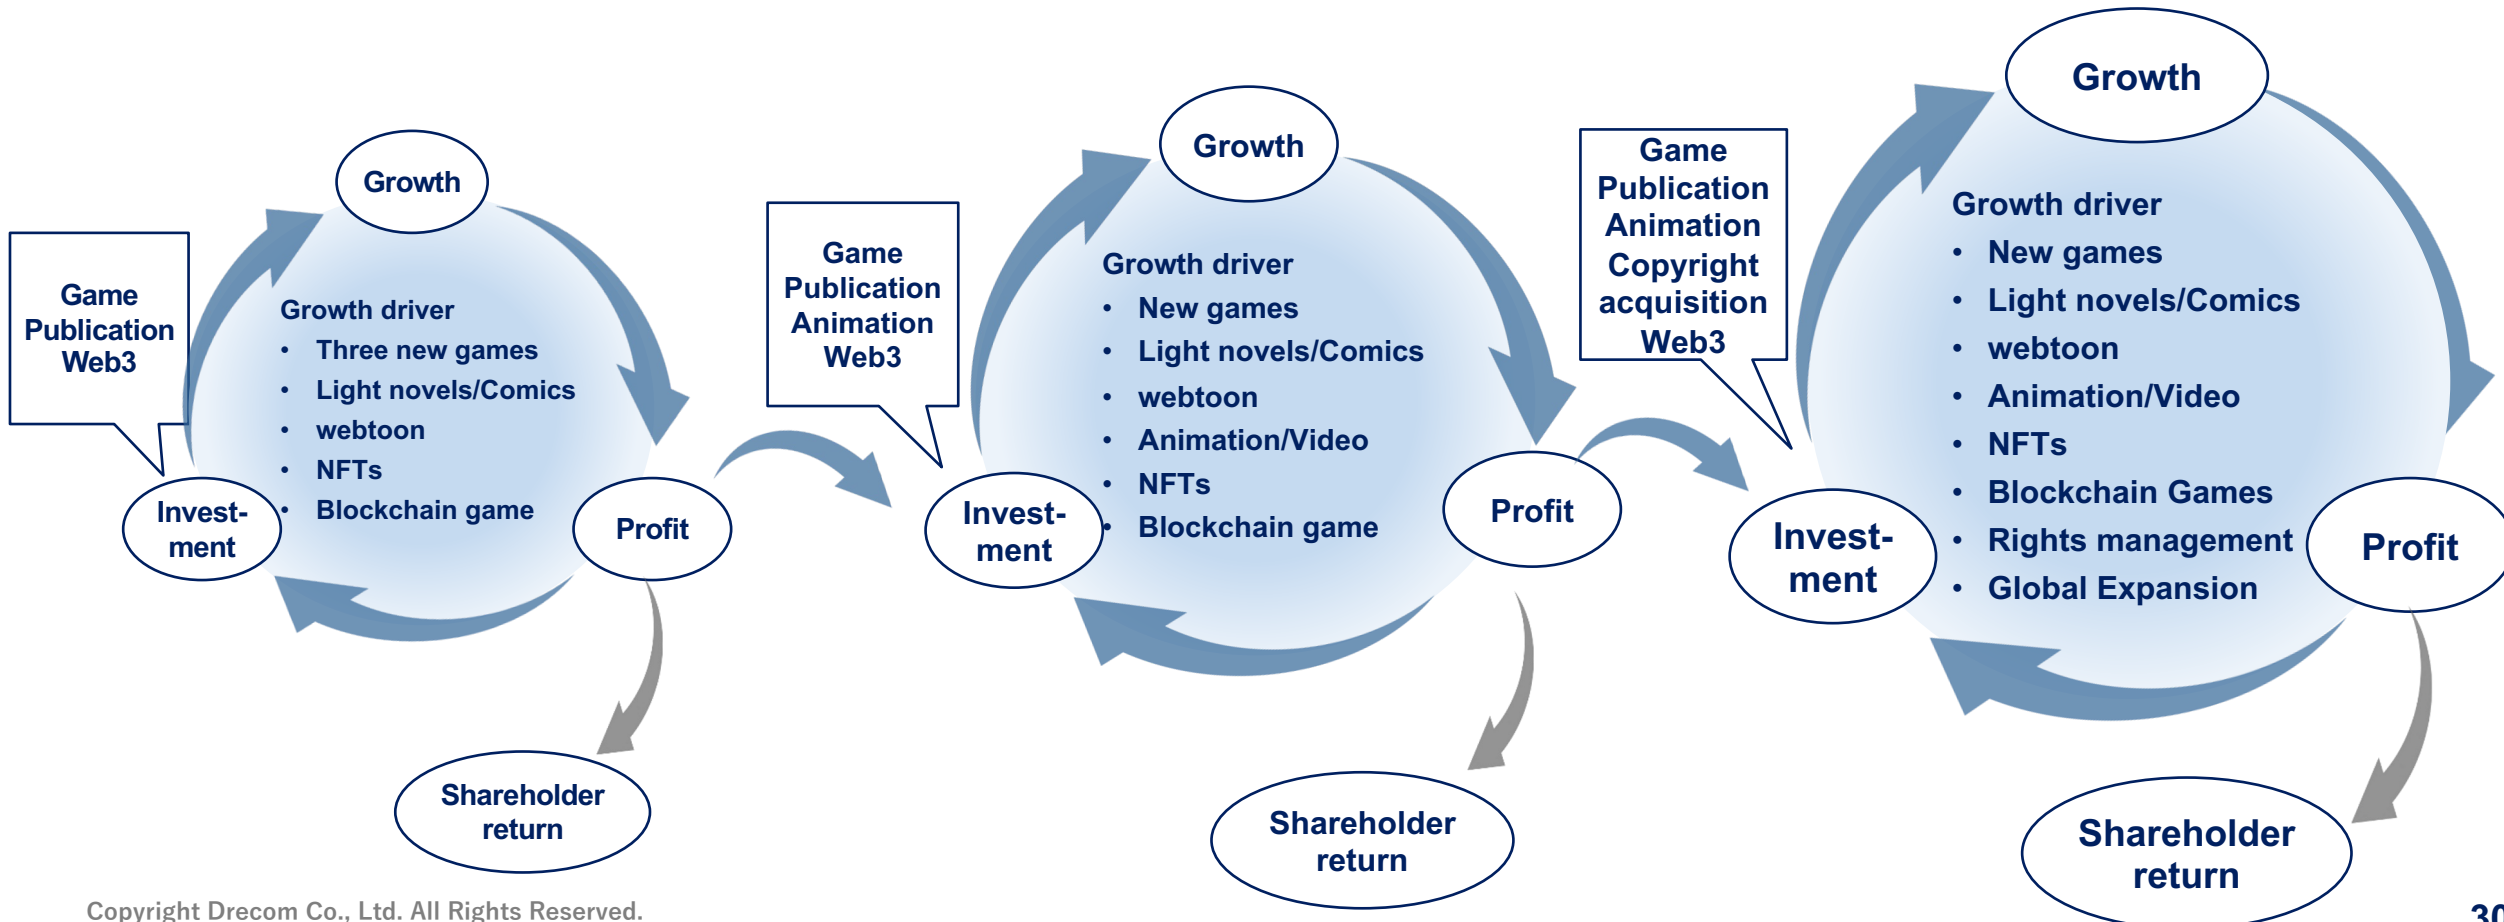 Growth
Game
Publication
Web3
Growth driver
• Three new games
• Light novels/Comics
• webtoon
• NFTs
• Blockchain game
Invest-
ment
Profit
Shareholder
return
Growth
Game
Publication
Animation
Web3
Growth driver
• New games
• Light novels/Comics
• webtoon
• Animation/Video
• NFTs
• Blockchain game
Invest-
ment
Profit
Shareholder
return
Growth
Game
Publication
Animation
Copyright
acquisition
Web3
Growth driver
• New games
• Light novels/Comics
• webtoon
• Animation/Video
• NFTs
• Blockchain Games
• Rights management
• Global Expansion
Invest-
ment
Profit
Shareholder
return
Copyright Drecom Co., Ltd. All Rights Reserved.
30